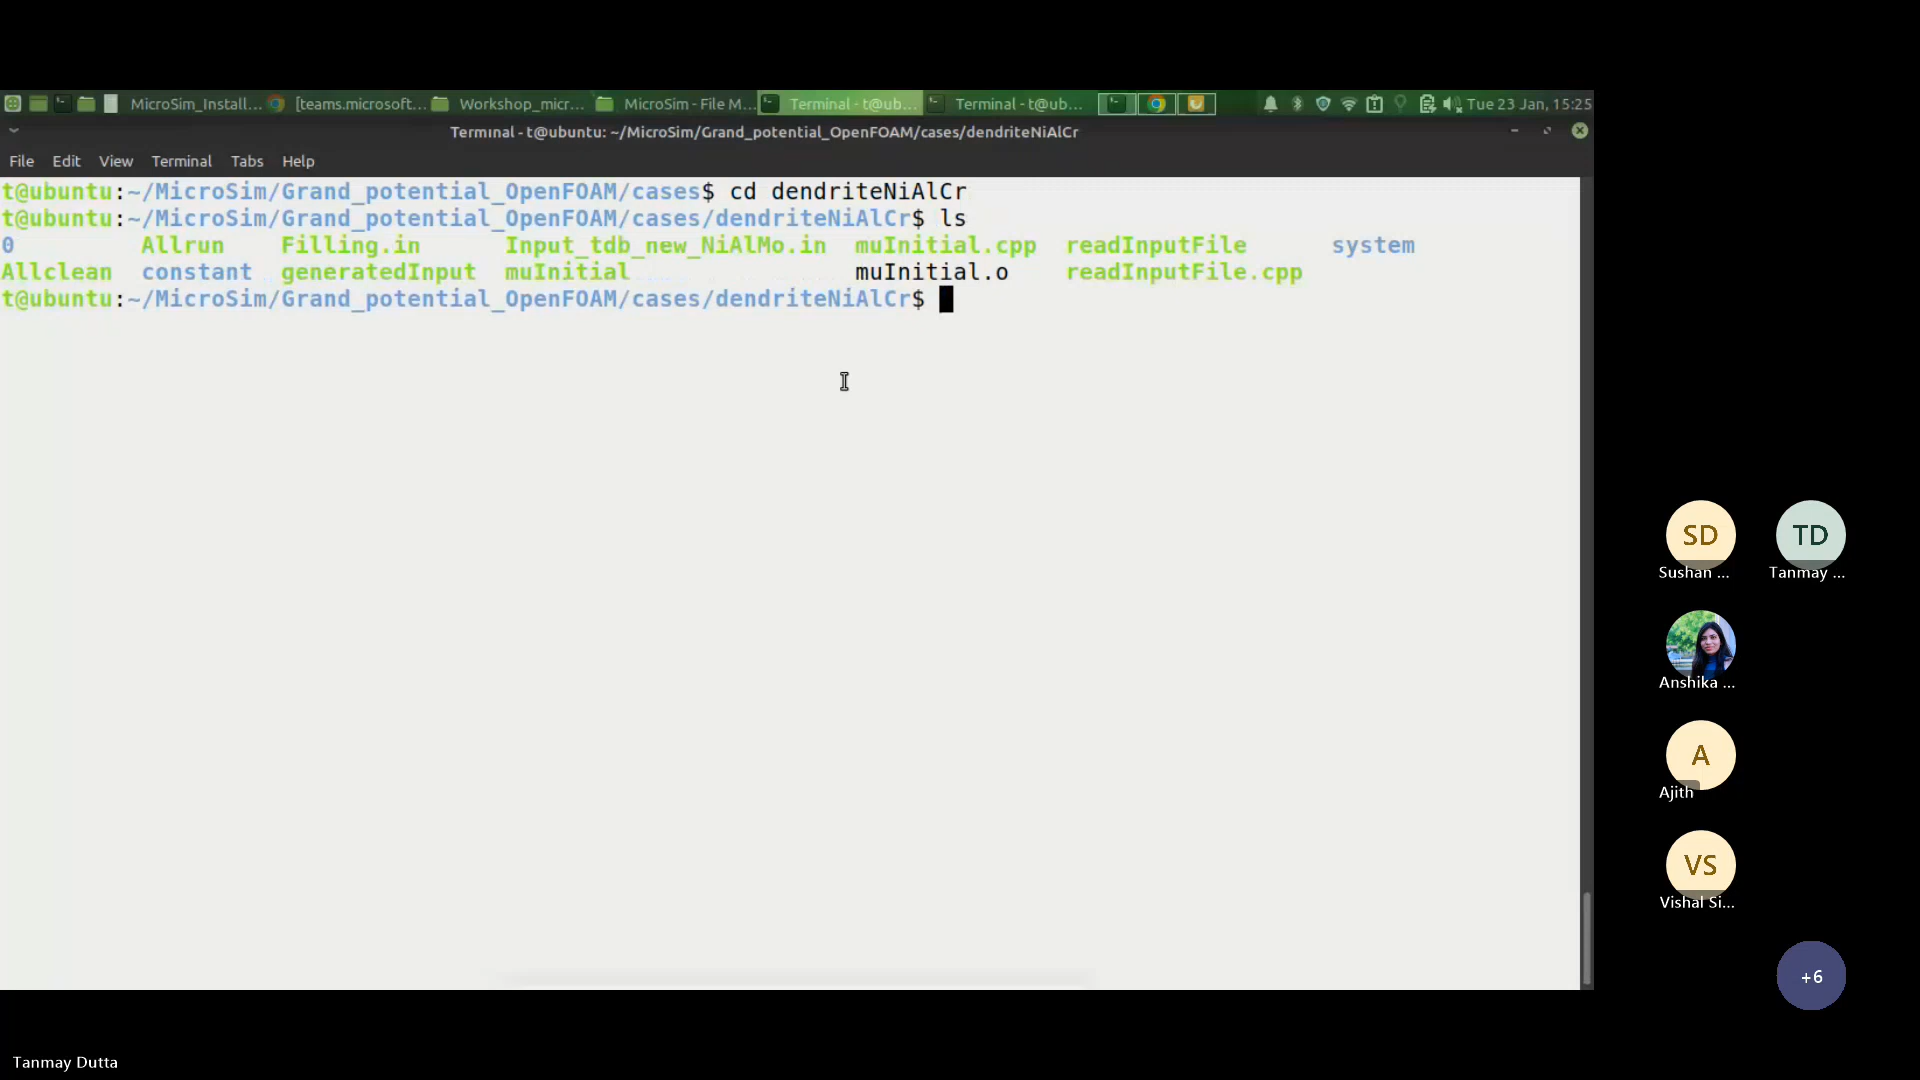 MicroSim_Install... [teams.microsoft... Workshop_micr... MicroSim - File M... Terminal - t@ub... Terminal - t@ub... Tue 23 Jan, 15:25
Terminal - t@ubuntu: ~/MicroSim/Grand_potential_OpenFOAM/cases/dendriteNiAlCr
File Edit View Terminal Tabs Help
t@ubuntu:~/MicroSim/Grand_potential_OpenFOAM/cases$ cd dendriteNiAlCr
t@ubuntu:~/MicroSim/Grand_potential_OpenFOAM/cases/dendriteNiAlCr$ ls
0 Allrun Filling.in Input_tdb_new_NiAlMo.in muInitial.cpp readInputFile system
Allclean constant generatedInput muInitial muInitial.o readInputFile.cpp
t@ubuntu:~/MicroSim/Grand_potential_OpenFOAM/cases/dendriteNiAlCr$
SD TD
Sushan ... Tanmay ...
Anshika ...
A
Ajith
VS
Vishal Si...
+6
Tanmay Dutta